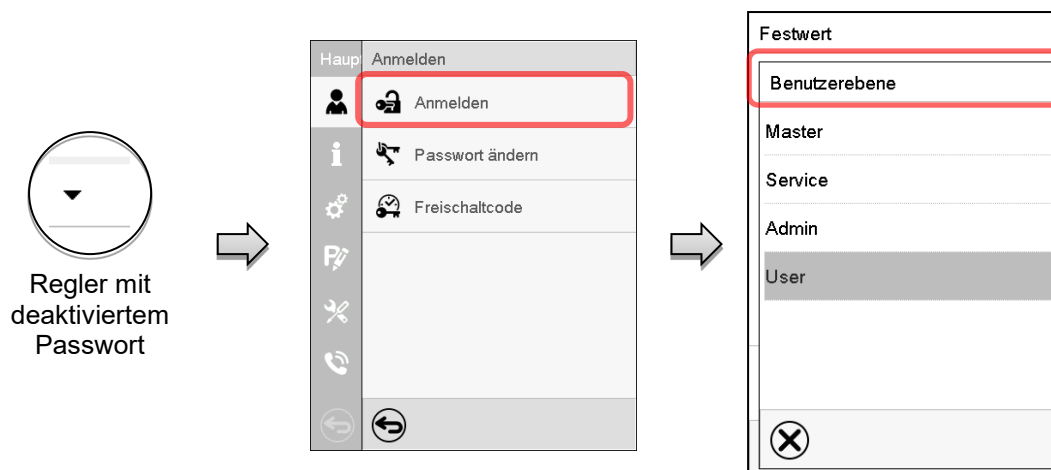 Regler mit
deaktiviertem
Passwort
Haup
Anmelden
Anmelden
Passwort ändern
Freischaltcode
Festwert
Benutzerebene
Master
Service
Admin
User